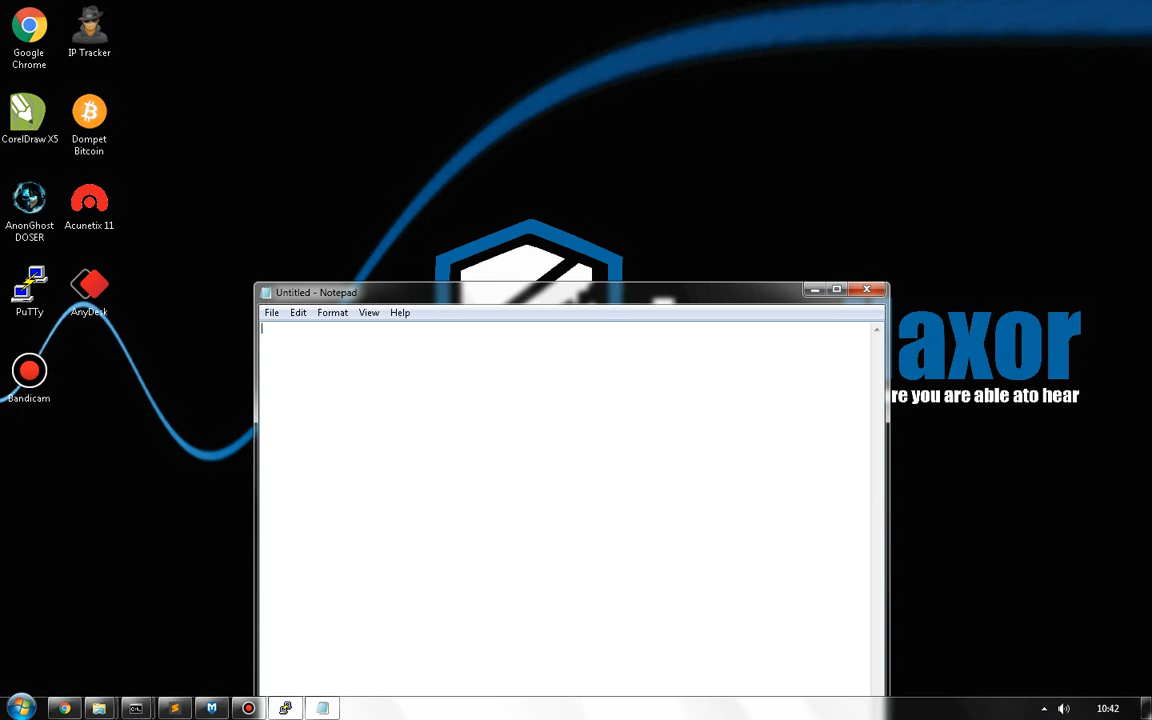 Google
Chrome
IP Tracker
CorelDraw X5
Dompet
Bitcoin
AnonGhost
DOSER
Acunetix 11
PuTTy
AnyDesk
Bandicam
Untitled - Notepad
File Edit Format View Help
axor
re you are able ato hear
C:\.
10:42